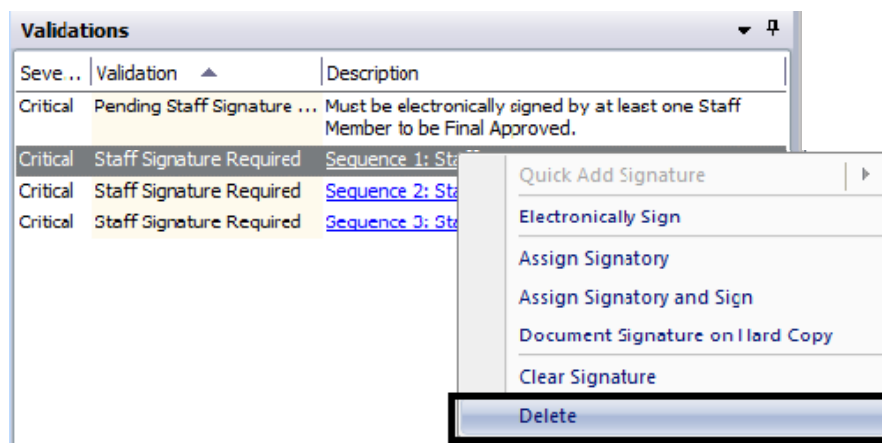 Validations
Seve... Validation Description
Critical Pending Staff Signature ... Must be electronically signed by at least one Staff
Member to be Final Approved.
Critical Staff Signature Required Sequence 1: Sta
Critical Staff Signature Required Sequence 2: Sta
Critical Staff Signature Required Sequence 3: Sta
Quick Add Signature
Electronically Sign
Assign Signatory
Assign Signatory and Sign
Document Signature on Hard Copy
Clear Signature
Delete